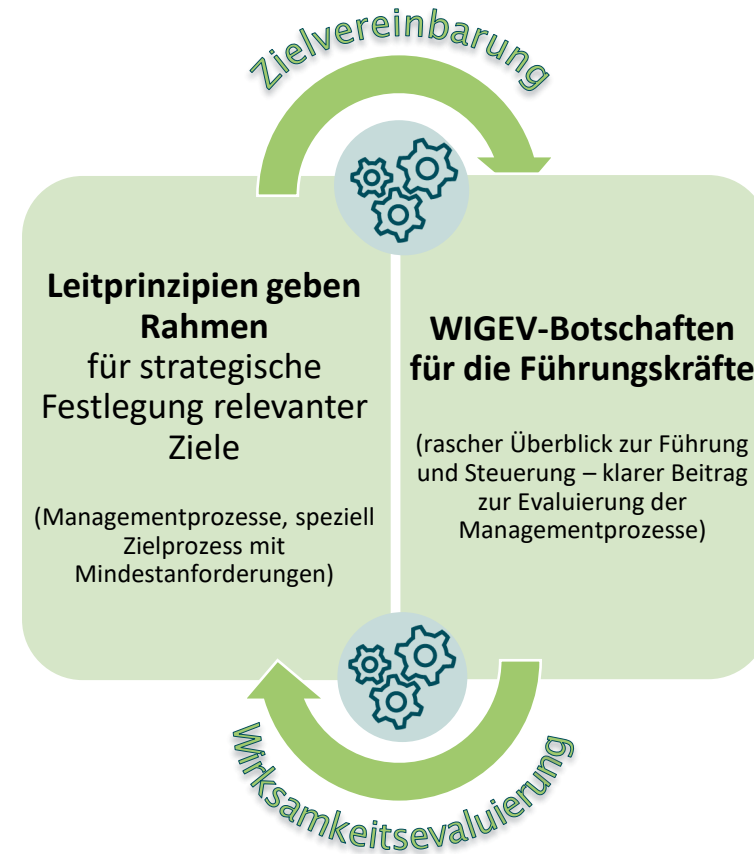 Zielvereinbarung
Leitprinzipien geben
Rahmen
für strategische
Festlegung relevanter
Ziele
(Managementprozesse, speziell
Zielprozess mit
Mindestanforderungen)
WIGEV-Botschaften
für die Führungskräfte
(rascher Überblick zur Führung
und Steuerung – klarer Beitrag
zur Evaluierung der
Managementprozesse)
Wirksamkeitsevaluierung